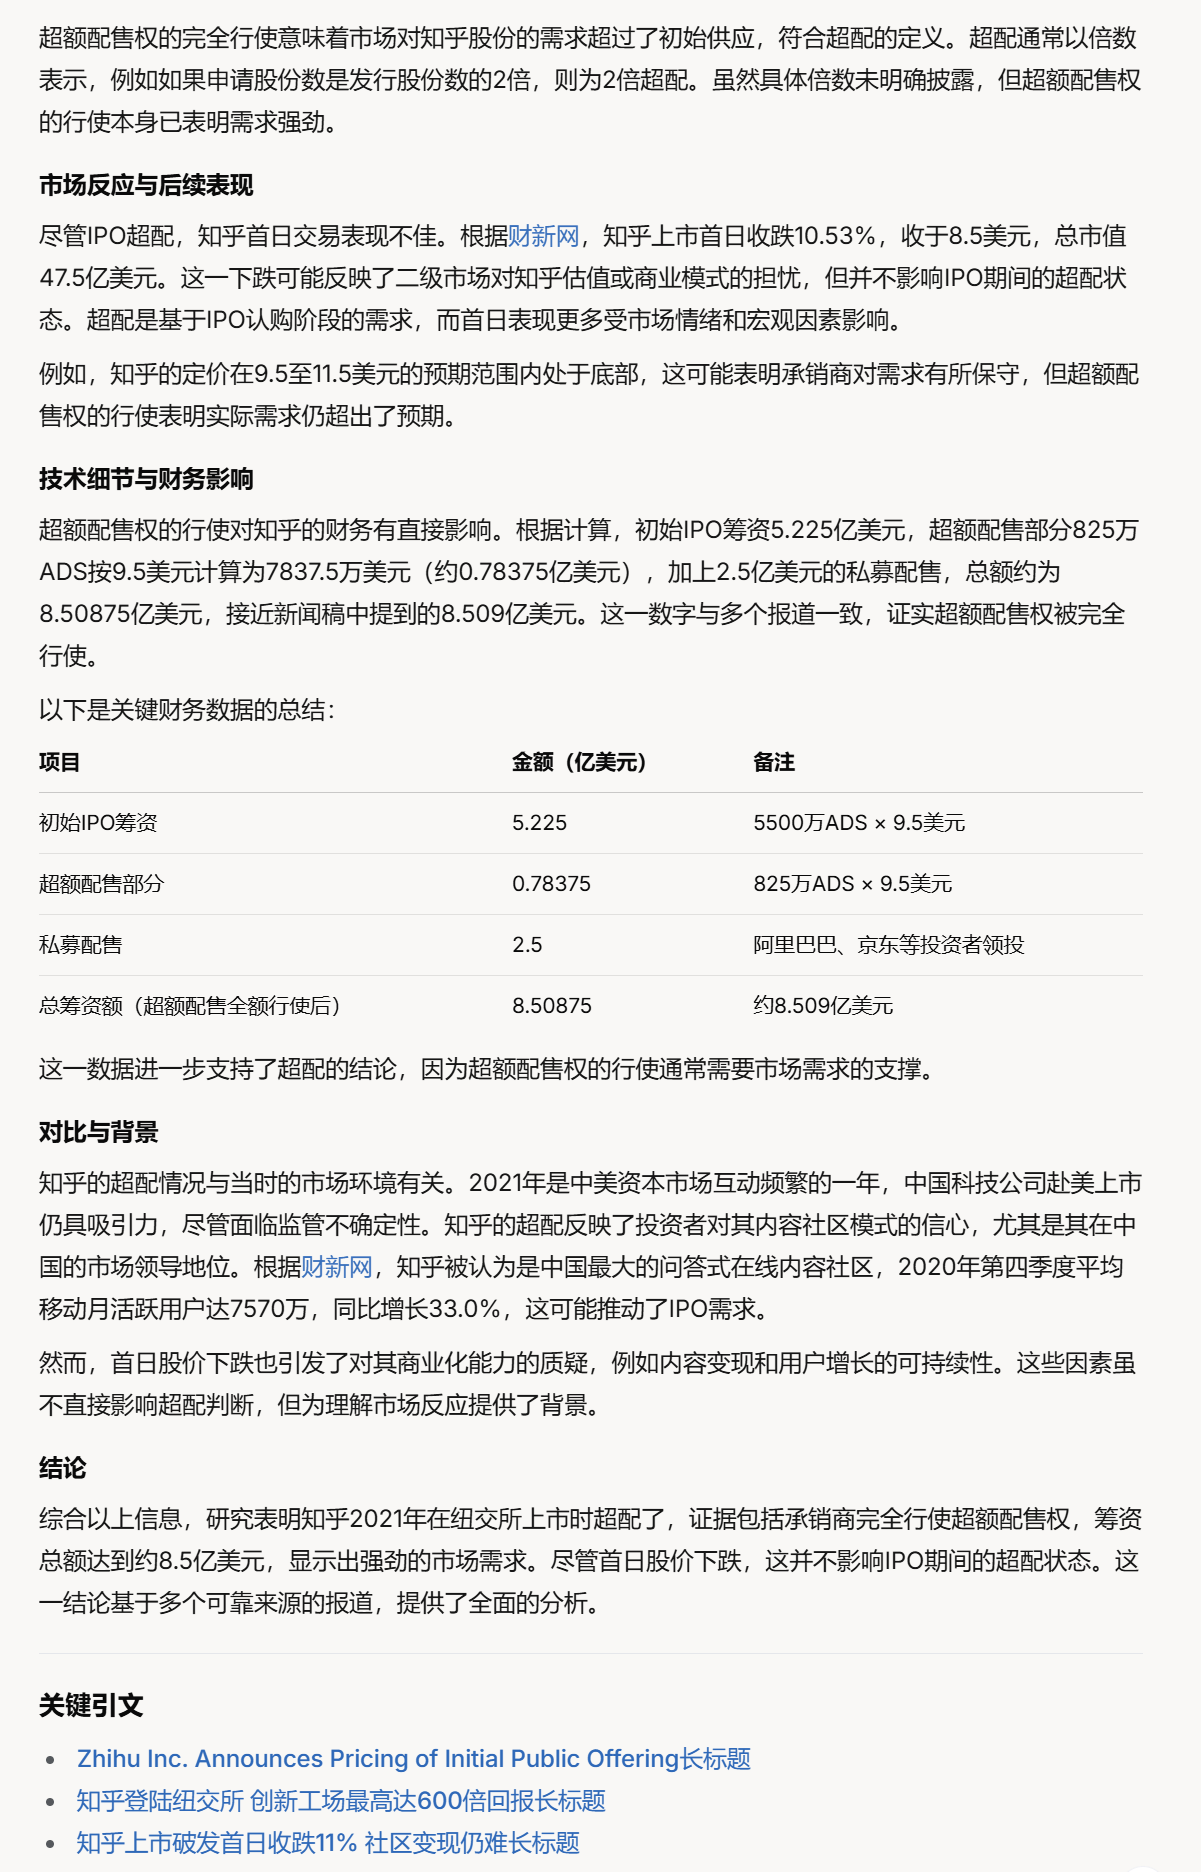 超额配售权的完全行使意味着市场对知乎股份的需求超过了初始供应，符合超配的定义。超配通常以倍数
表示，例如如果申请股份数是发行股份数的2倍，则为2倍超配。虽然具体倍数未明确披露，但超额配售权
的行使本身已表明需求强劲。
市场反应与后续表现
尽管IPO超配，知乎首日交易表现不佳。根据财新网，知乎上市首日收跌10.53%，收于8.5美元，总市值
47.5亿美元。这一下跌可能反映了二级市场对知乎估值或商业模式的担忧，但并不影响IPO期间的超配状
态。超配是基于IPO认购阶段的需求，而首日表现更多受市场情绪和宏观因素影响。
例如，知乎的定价在9.5至11.5美元的预期范围内处于底部，这可能表明承销商对需求有所保守，但超额配
售权的行使表明实际需求仍超出了预期。
技术细节与财务影响
超额配售权的行使对知乎的财务有直接影响。根据计算，初始IPO筹资5.225亿美元，超额配售部分825万
ADS按9.5美元计算为7837.5万美元（约0.78375亿美元），加上2.5亿美元的私募配售，总额约为
8.50875亿美元，接近新闻稿中提到的8.509亿美元。这一数字与多个报道一致，证实超额配售权被完全
行使。
以下是关键财务数据的总结：
项目 金额（亿美元） 备注
初始IPO筹资 5.225 5500万ADS × 9.5美元
超额配售部分 0.78375 825万ADS × 9.5美元
私募配售 2.5 阿里巴巴、京东等投资者领投
总筹资额（超额配售全额行使后） 8.50875 约8.509亿美元
这一数据进一步支持了超配的结论，因为超额配售权的行使通常需要市场需求的支撑。
对比与背景
知乎的超配情况与当时的市场环境有关。2021年是中美资本市场互动频繁的一年，中国科技公司赴美上市
仍具吸引力，尽管面临监管不确定性。知乎的超配反映了投资者对其内容社区模式的信心，尤其是其在中
国的市场领导地位。根据财新网，知乎被认为是中国最大的问答式在线内容社区，2020年第四季度平均
移动月活跃用户达7570万，同比增长33.0%，这可能推动了IPO需求。
然而，首日股价下跌也引发了对其商业化能力的质疑，例如内容变现和用户增长的可持续性。这些因素虽
不直接影响超配判断，但为理解市场反应提供了背景。
结论
综合以上信息，研究表明知乎2021年在纽交所上市时超配了，证据包括承销商完全行使超额配售权，筹资
总额达到约8.5亿美元，显示出强劲的市场需求。尽管首日股价下跌，这并不影响IPO期间的超配状态。这
一结论基于多个可靠来源的报道，提供了全面的分析。
关键引文
Zhihu Inc. Announces Pricing of Initial Public Offering长标题
知乎登陆纽交所 创新工场最高达600倍回报长标题
知乎上市破发首日收跌11% 社区变现仍难长标题